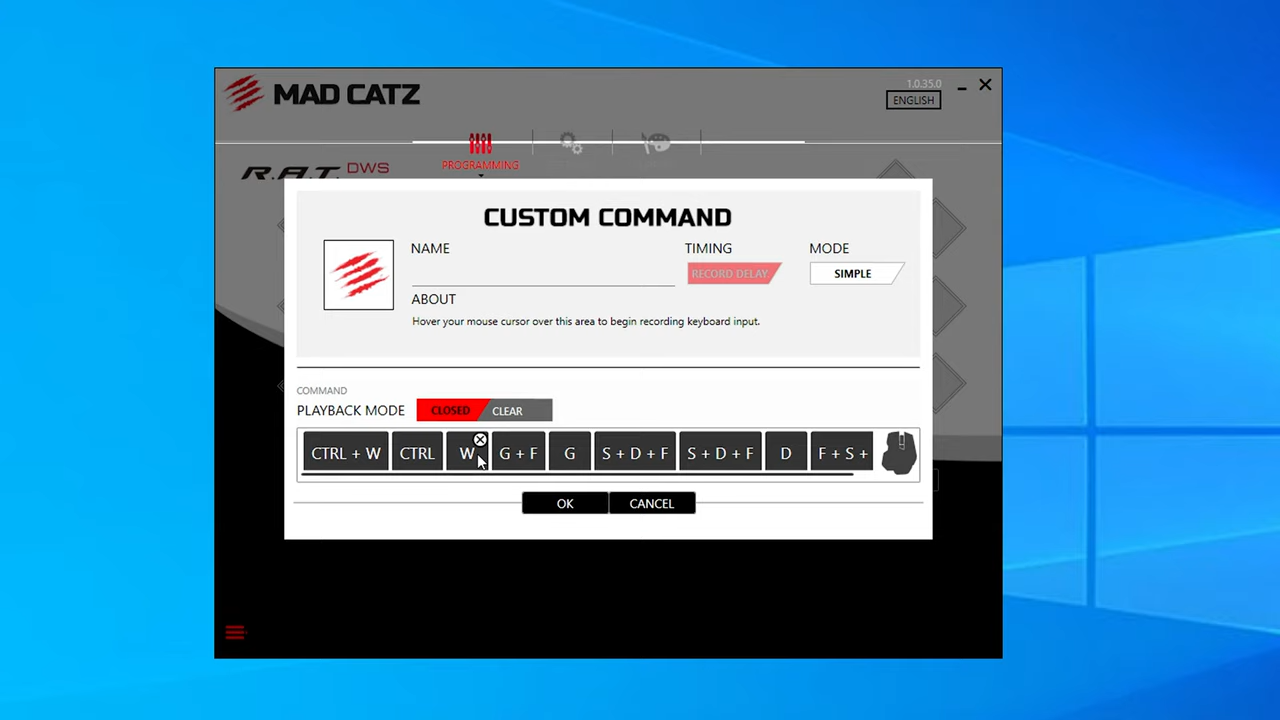 MAD CATZ
1.0.35.0
ENGLISH
R.A.T. DWS
PROGRAMMING
CUSTOM COMMAND
NAME
TIMING
MODE
RECORD DELAY
SIMPLE
ABOUT
Hover your mouse cursor over this area to begin recording keyboard input.
COMMAND
PLAYBACK MODE
CLOSED
CLEAR
CTRL + W
CTRL
W
G + F
G
S + D + F
S + D + F
D
F + S +
OK
CANCEL